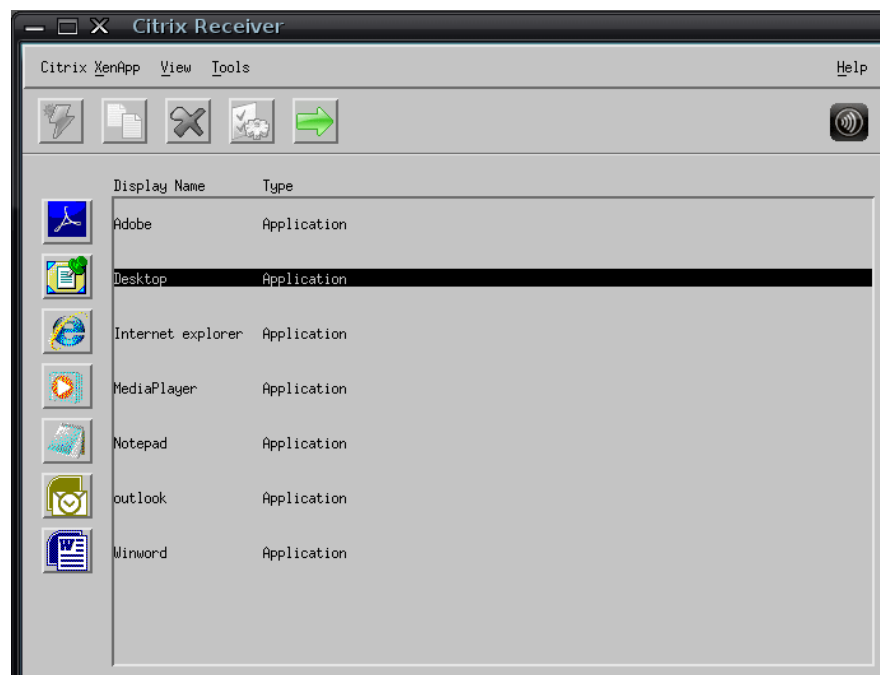 Citrix Receiver
Citrix XenApp View Tools Help
Display Name Type
Adobe Application
Desktop Application
Internet explorer Application
MediaPlayer Application
Notepad Application
outlook Application
Winword Application